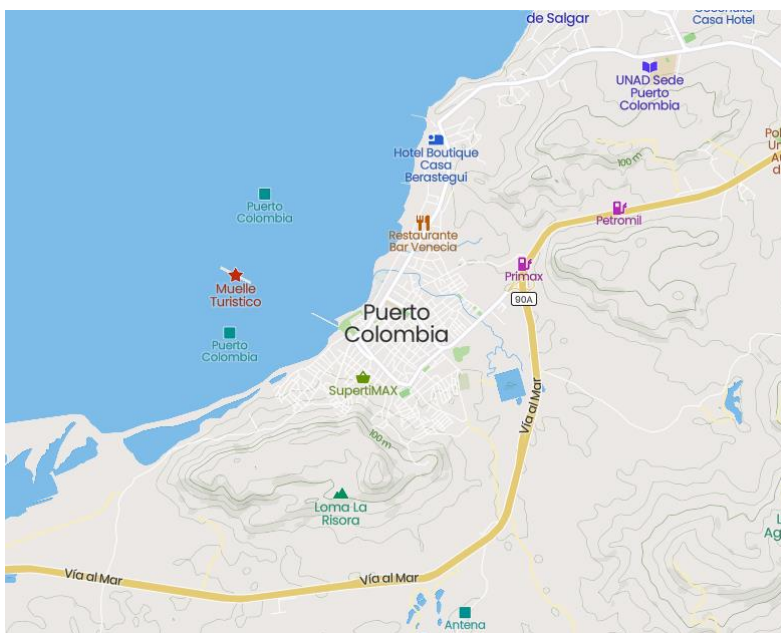 de Salgar
Casa Hotel
UNAD Sede
Puerto
Colombia
Hotel Boutique
Casa
Berastegui
100 m
Puerto
Colombia
Petromil
Restaurante
Bar Venecia
Primax
Muelle
Turistico
90A
Puerto
Colombia
Puerto
Colombia
SupertiMAX
Vía al Mar
100 m
Loma La
Risora
Vía al Mar
Vía al Mar
Antena